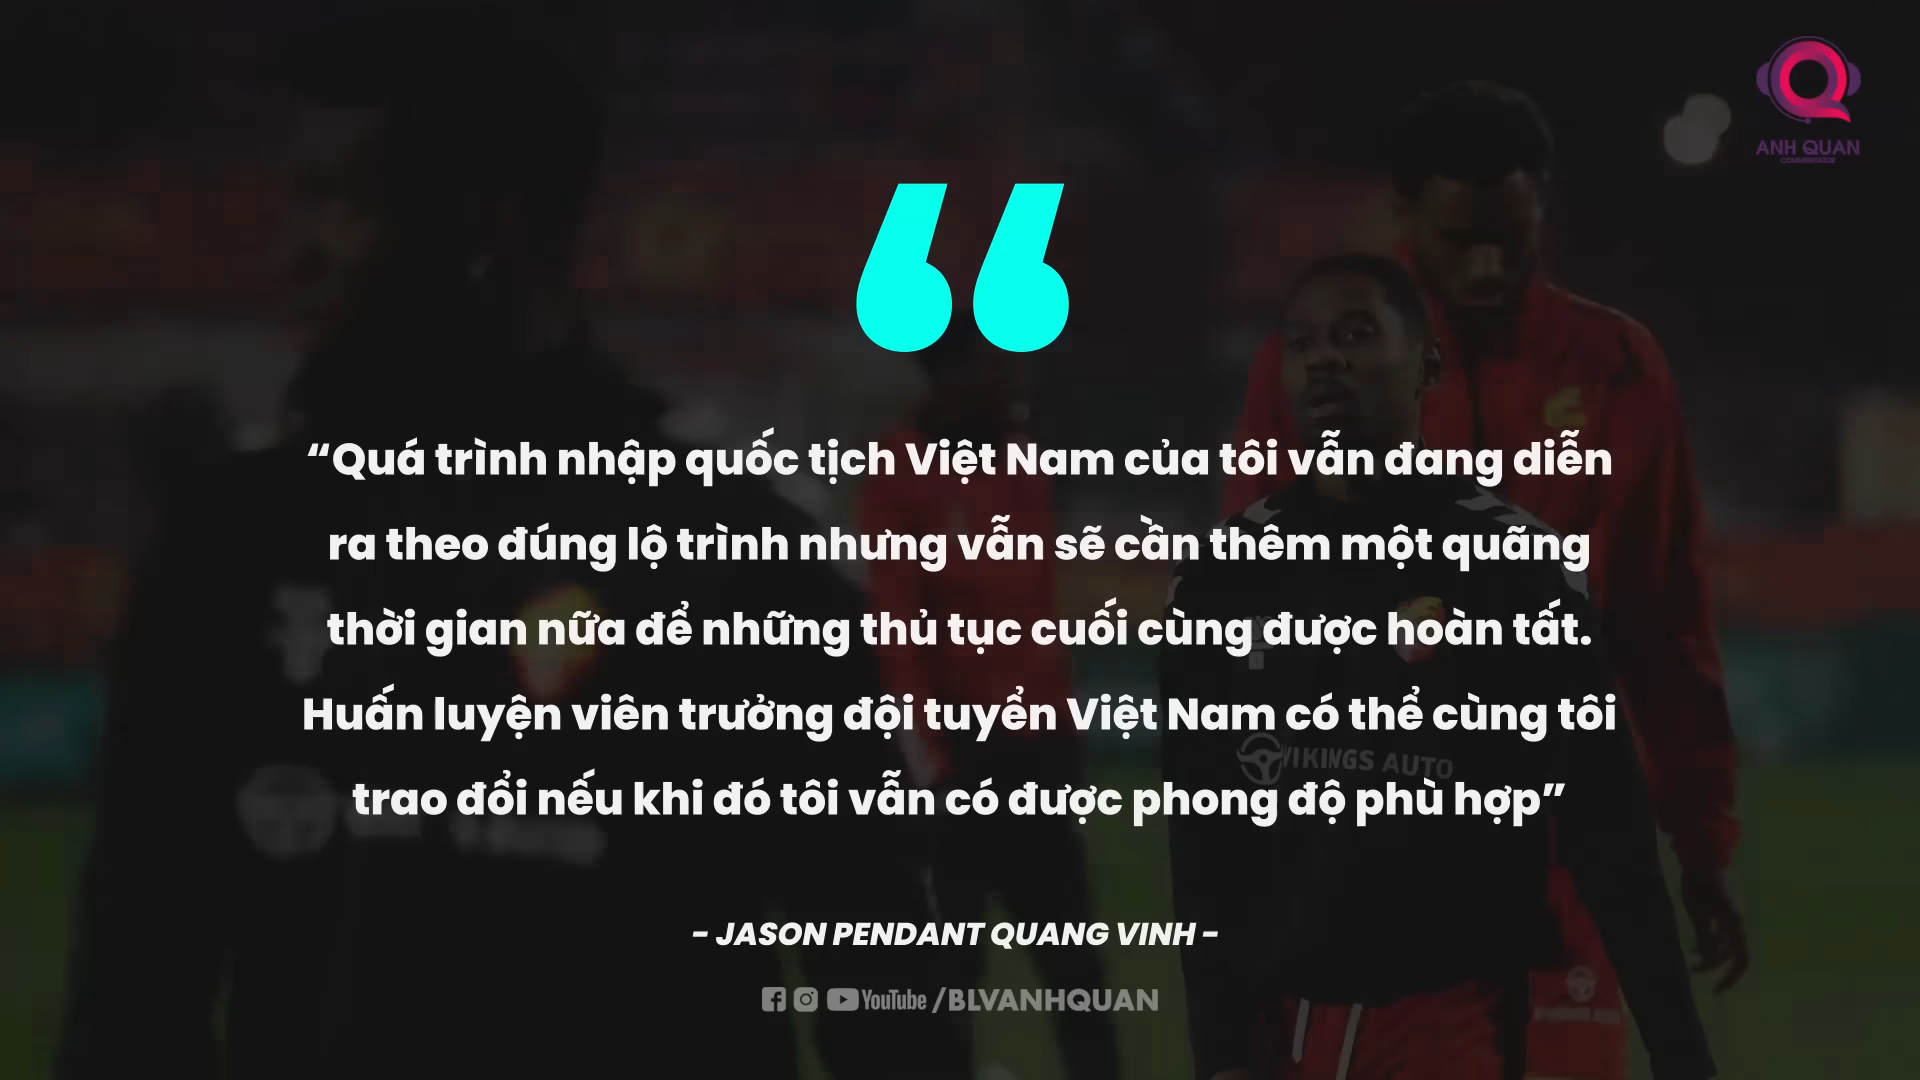 ANH QUAN
COMMENTATOR
“Quá trình nhập quốc tịch Việt Nam của tôi vẫn đang diễn
ra theo đúng lộ trình nhưng vẫn sẽ cần thêm một quãng
thời gian nữa để những thủ tục cuối cùng được hoàn tất.
Huấn luyện viên trưởng đội tuyển Việt Nam có thể cùng tôi
VIKINGS AUTO
trao đổi nếu khi đó tôi vẫn có được phong độ phù hợp”
- JASON PENDANT QUANG VINH -
YouTube /BLVANHQUAN